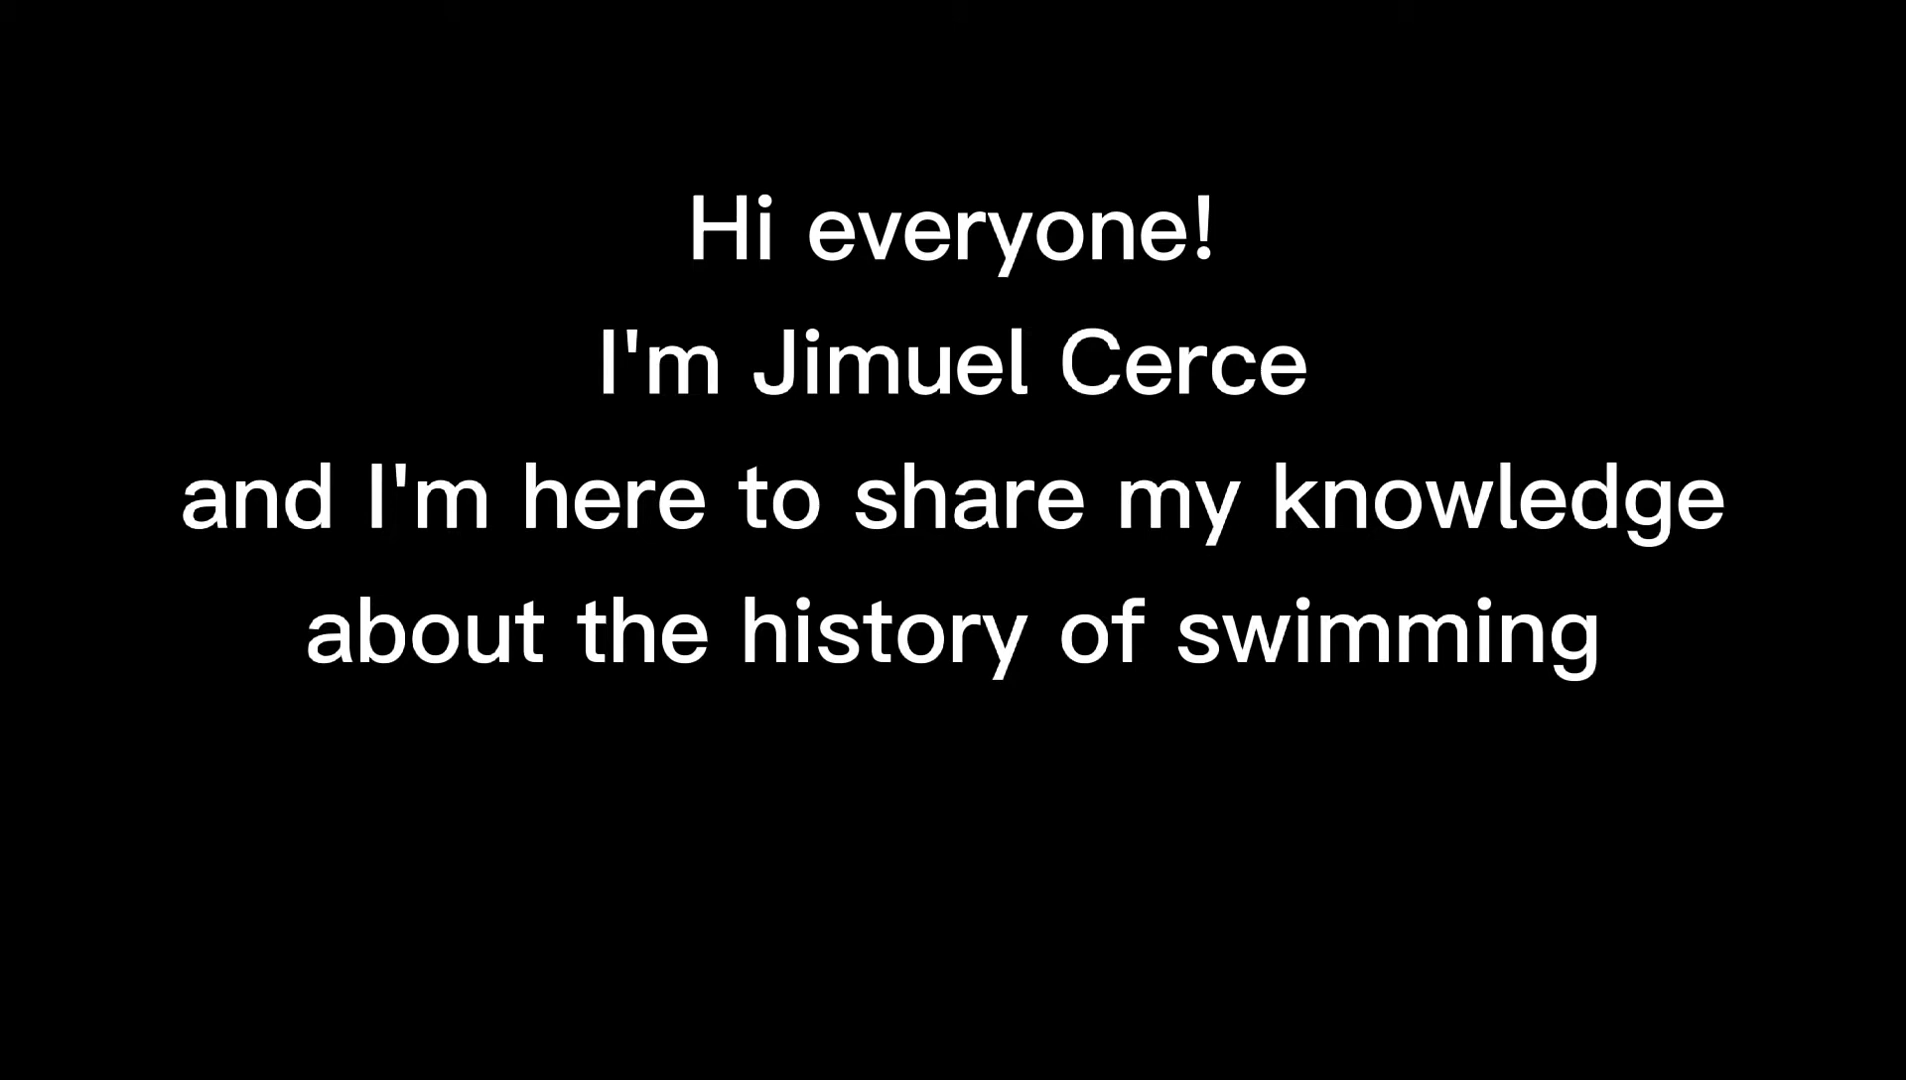 Hi everyone!
I'm Jimuel Cerce
and I'm here to share my knowledge
about the history of swimming